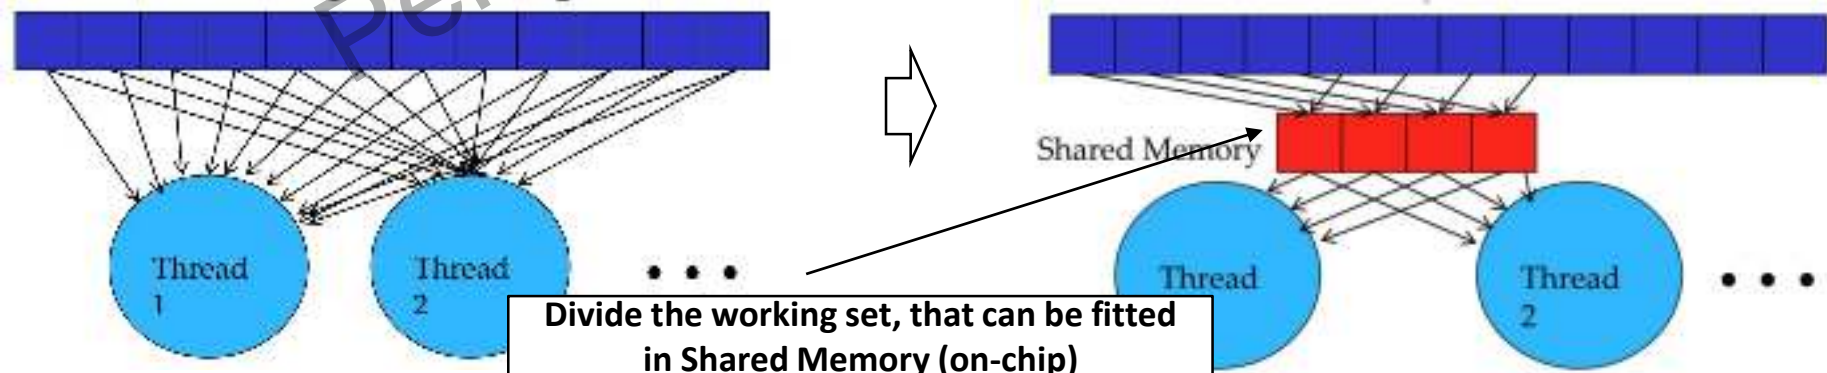 Shared Memory
Thread
1
Thread
2
Thread
Thread
2
Divide the working set, that can be fitted
in Shared Memory (on-chip)